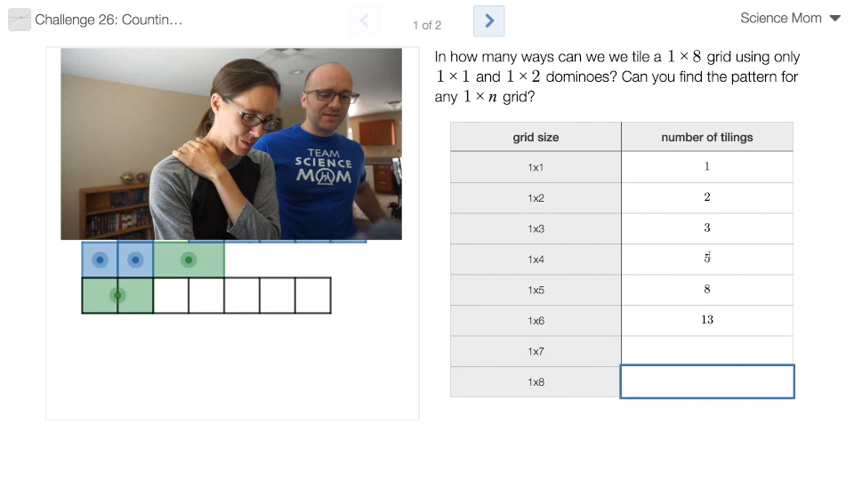 Challenge 26: Countin...
1 of 2
Science Mom
TEAM
SCIENCE
MOM
In how many ways can we we tile a 1 × 8 grid using only
1 × 1 and 1 × 2 dominoes? Can you find the pattern for
any 1 × n grid?
grid size number of tilings
1x1 1
1x2 2
1x3 3
1x4 5
1x5 8
1x6 13
1x7
1x8